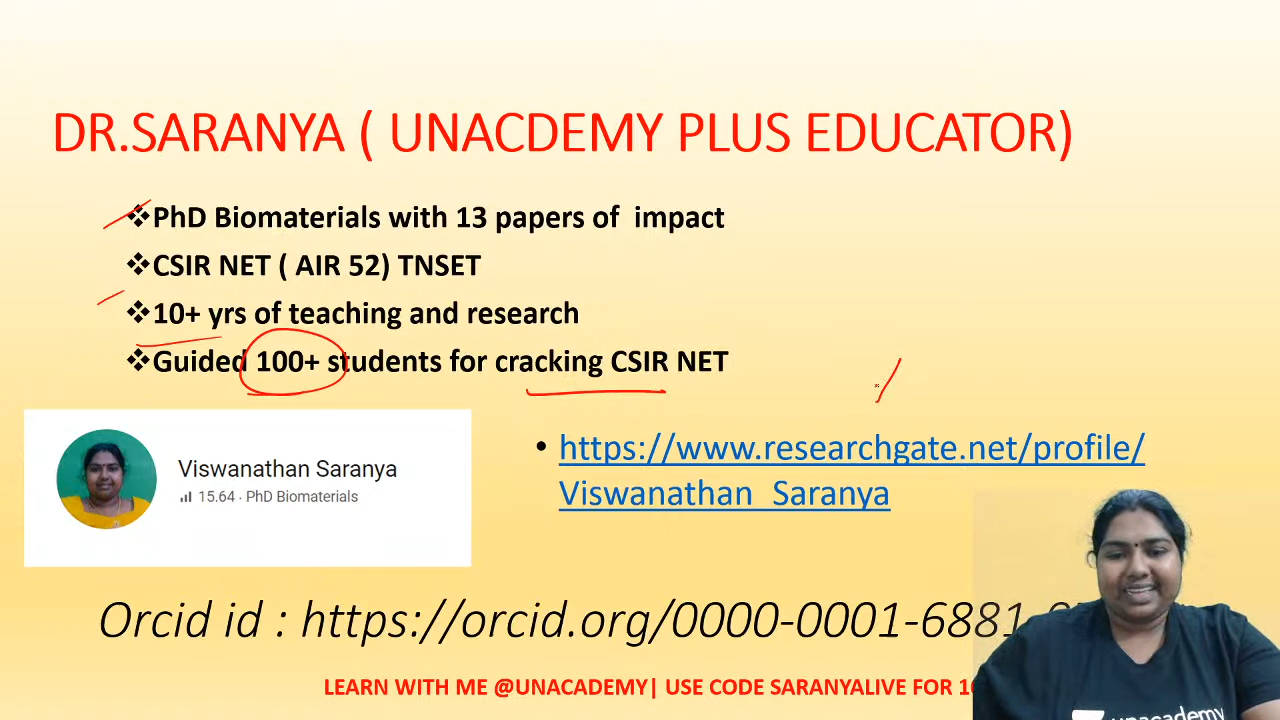 DR.SARANYA ( UNACDEMY PLUS EDUCATOR)
❖PhD Biomaterials with 13 papers of impact
❖CSIR NET ( AIR 52) TNSET
❖10+ yrs of teaching and research
❖Guided 100+ students for cracking CSIR NET
Viswanathan Saranya
15.64 · PhD Biomaterials
• https://www.researchgate.net/profile/
Viswanathan_Saranya
Orcid id : https://orcid.org/0000-0001-6881-
LEARN WITH ME @UNACADEMY| USE CODE SARANYALIVE FOR
unacademy